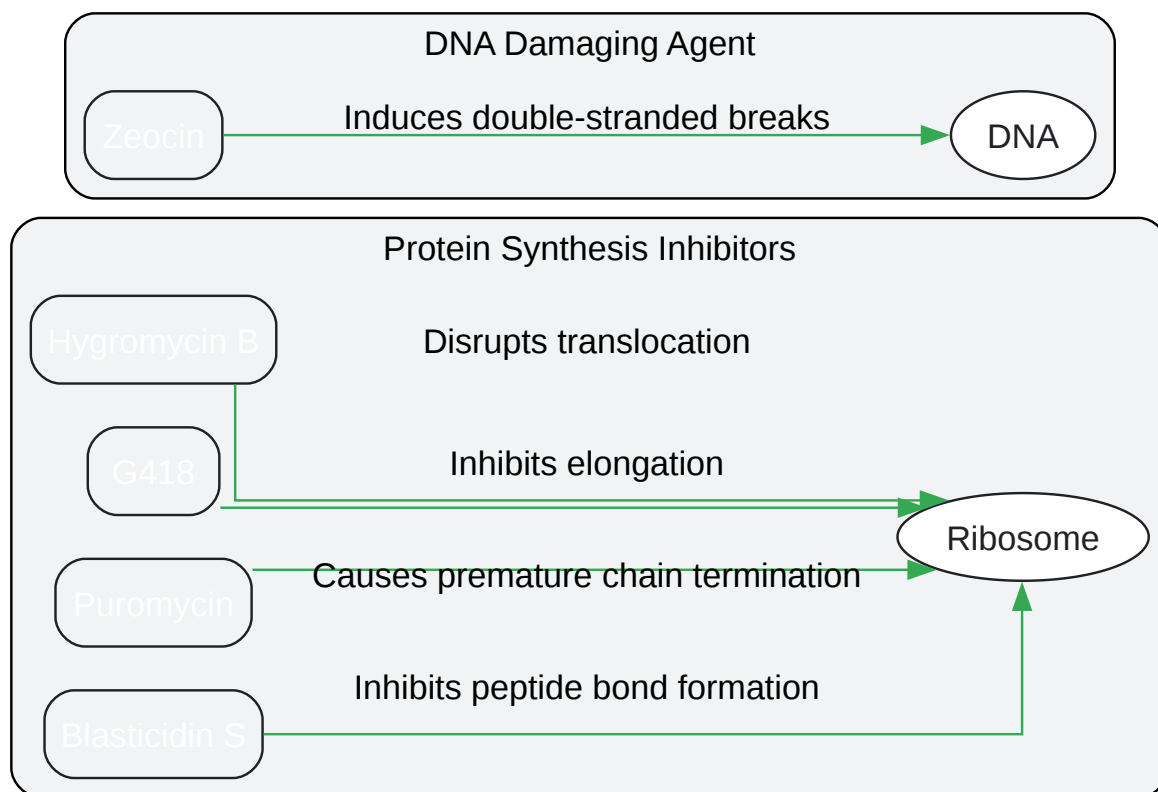 DNA Damaging Agent
Zeocin
Induces double-stranded breaks
DNA
Protein Synthesis Inhibitors
Hygromycin B
Disrupts translocation
G418
Inhibits elongation
Ribosome
Puromycin
Causes premature chain termination
Blasticidin S
Inhibits peptide bond formation